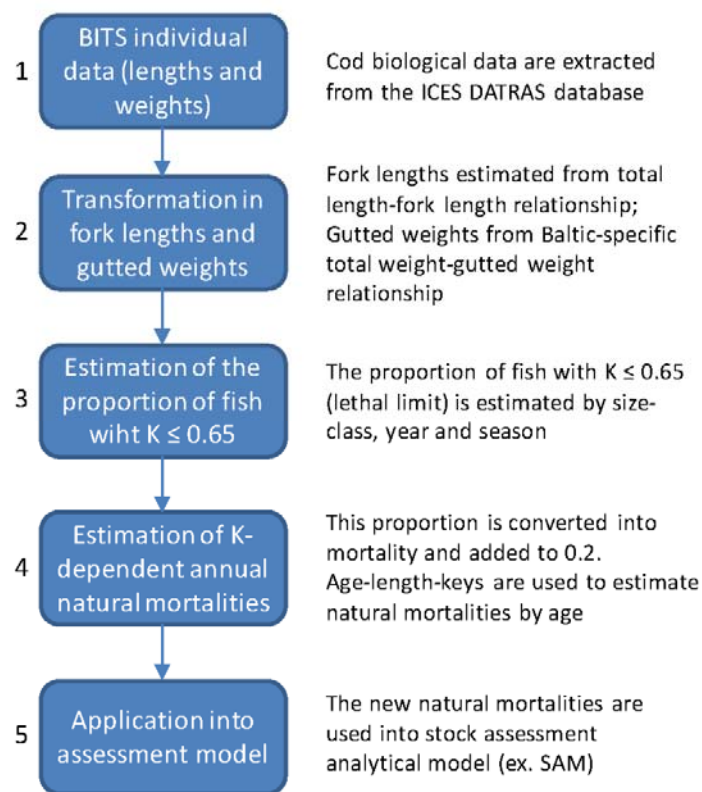 1
BITS individual
data (lengths and
weights)
Cod biological data are extracted
from the ICES DATRAS database
2
Transformation in
fork lengths and
gutted weights
Fork lengths estimated from total
length-fork length relationship;
Gutted weights from Baltic-specific
total weight-gutted weight
relationship
3
Estimation of the
proportion of fish
wiht K ≤ 0.65
The proportion of fish with K ≤ 0.65
(lethal limit) is estimated by size-
class, year and season
4
Estimation of K-
dependent annual
natural mortalities
This proportion is converted into
mortality and added to 0.2.
Age-length-keys are used to estimate
natural mortalities by age
5
Application into
assessment model
The new natural mortalities are
used into stock assessment
analytical model (ex. SAM)